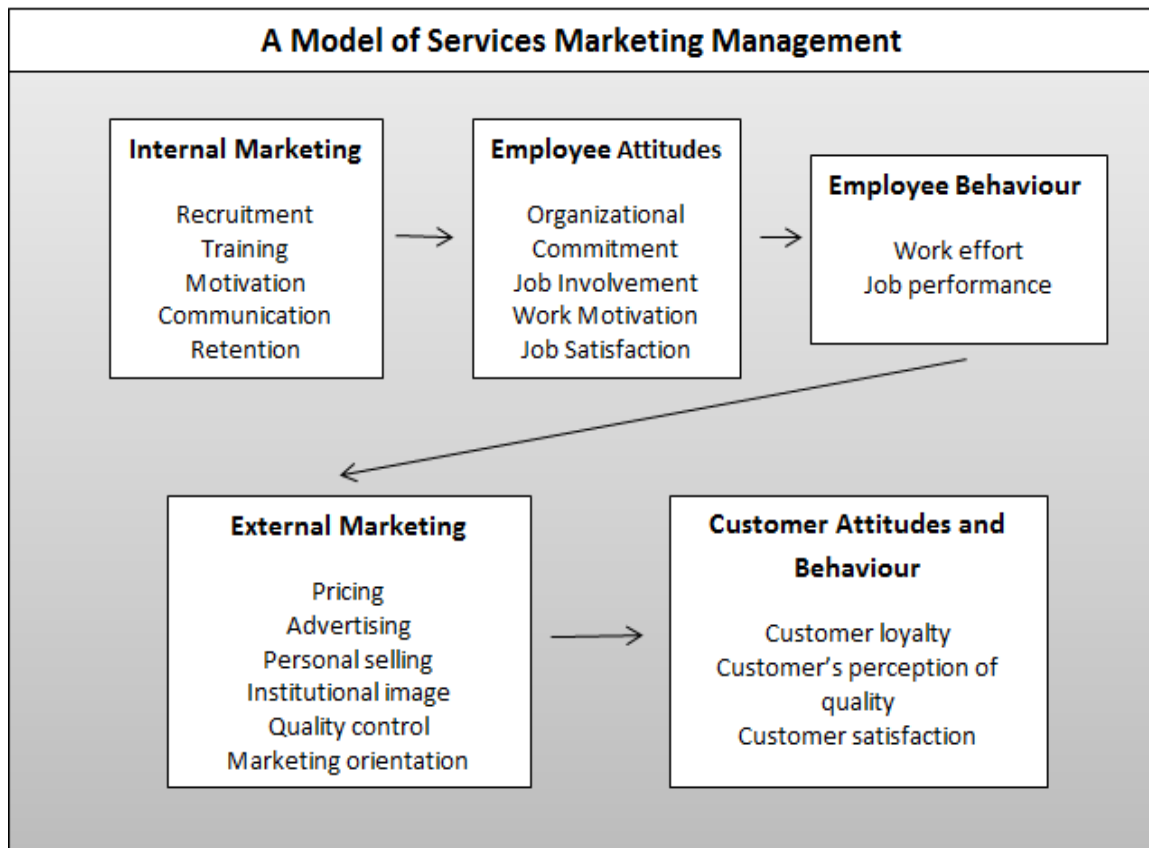 A Model of Services Marketing Management
Internal Marketing
Recruitment
Training
Motivation
Communication
Retention
Employee Attitudes
Organizational
Commitment
Job Involvement
Work Motivation
Job Satisfaction
Employee Behaviour
Work effort
Job performance
External Marketing
Pricing
Advertising
Personal selling
Institutional image
Quality control
Marketing orientation
Customer Attitudes and
Behaviour
Customer loyalty
Customer's perception of
quality
Customer satisfaction